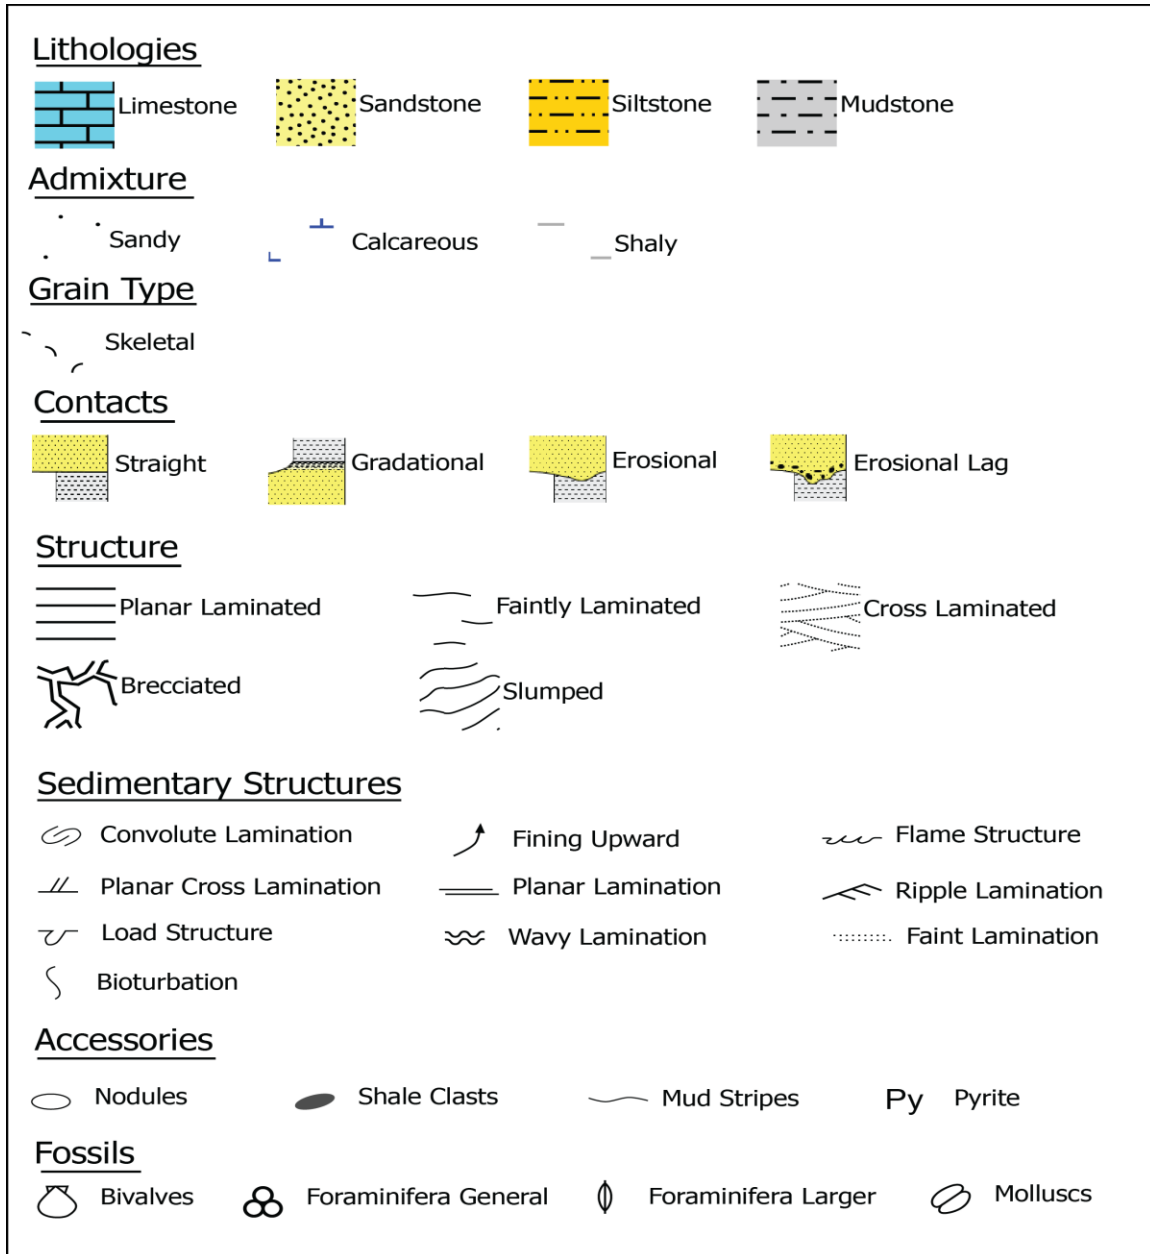 Lithologies
Limestone Sandstone Siltstone Mudstone
Admixture
Sandy Calcareous Shaly
Grain Type
Skeletal
Contacts
Straight Gradational Erosional Erosional Lag
Structure
Planar Laminated Faintly Laminated Cross Laminated
Brecciated Slumped
Sedimentary Structures
Convolute Lamination Fining Upward Flame Structure
Planar Cross Lamination Planar Lamination Ripple Lamination
Load Structure Wavy Lamination Faint Lamination
Bioturbation
Accessories
Nodules Shale Clasts Mud Stripes Py Pyrite
Fossils
Bivalves Foraminifera General Foraminifera Larger Molluscs